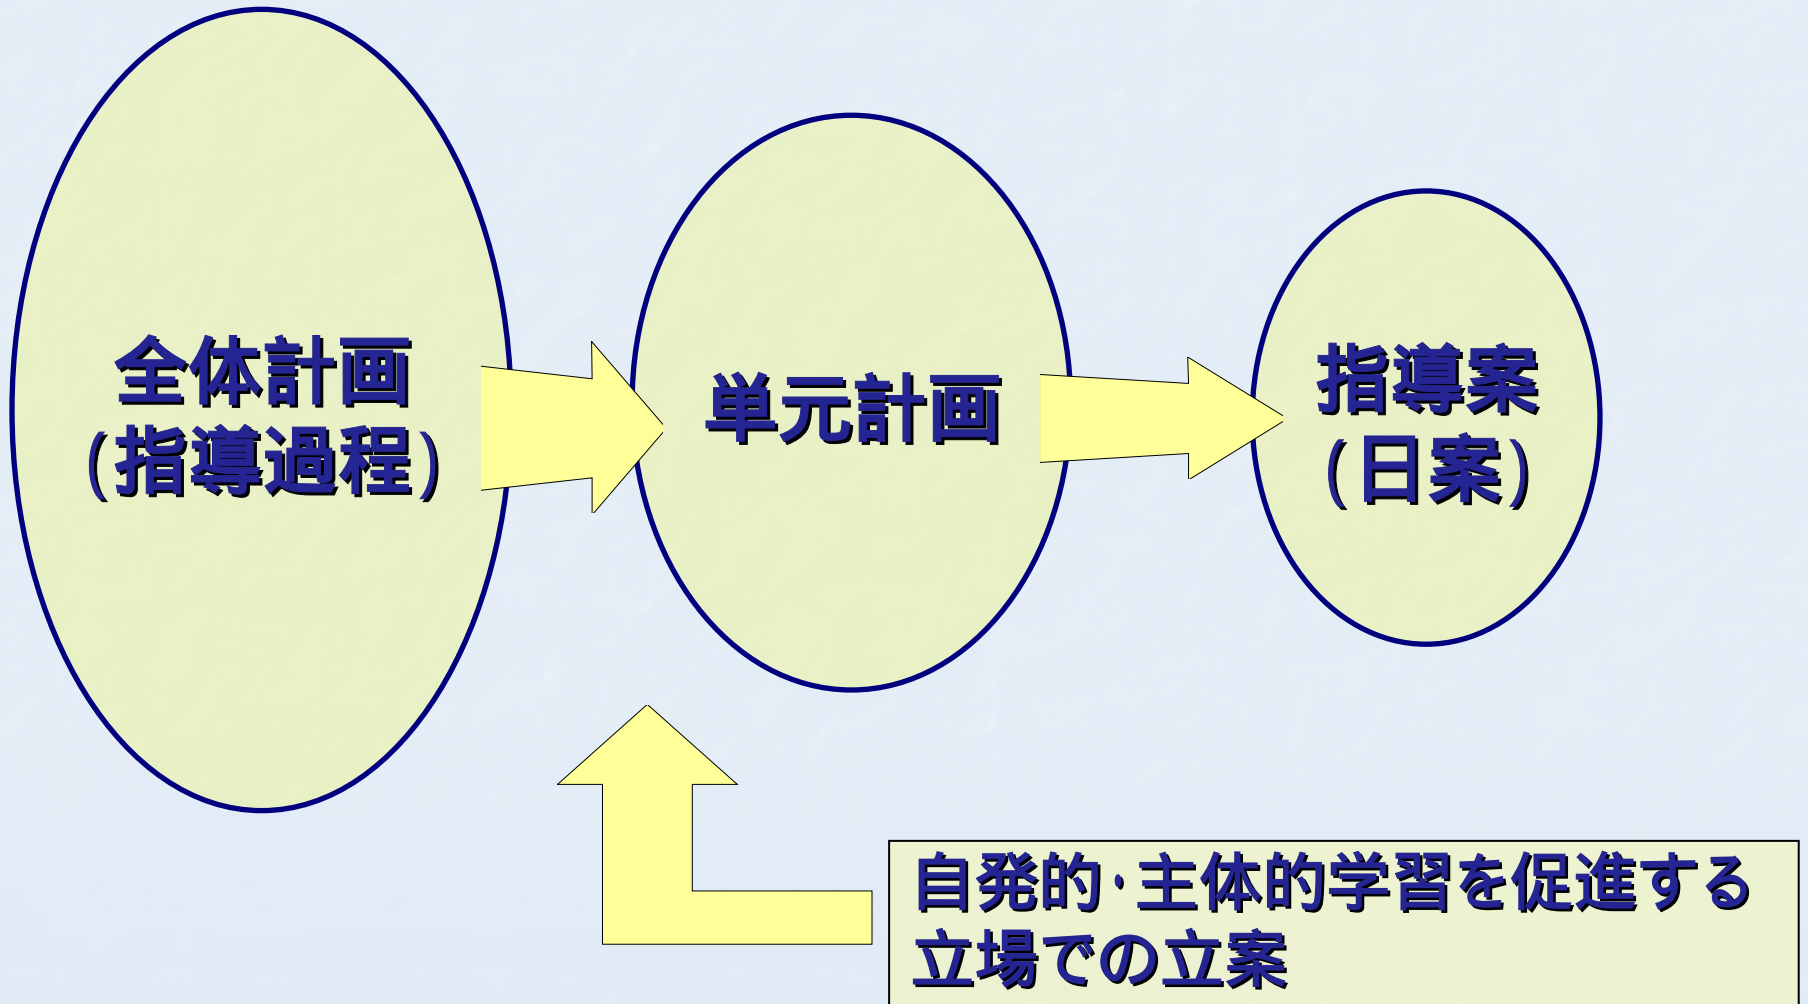 全体計画
（指導過程）
単元計画
指導案
（日案）
自発的・主体的学習を促進する
立場での立案